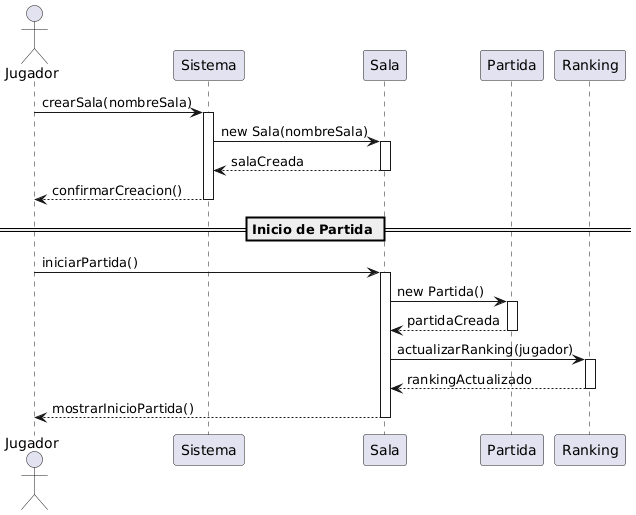 Jugador
Sistema
Sala
Partida
Ranking
crearSala(nombreSala)
new Sala(nombreSala)
salaCreada
confirmarCreacion()
Inicio de Partida
iniciarPartida()
new Partida()
partidaCreada
actualizarRanking(jugador)
rankingActualizado
mostrarInicioPartida()
Jugador
Sistema
Sala
Partida
Ranking